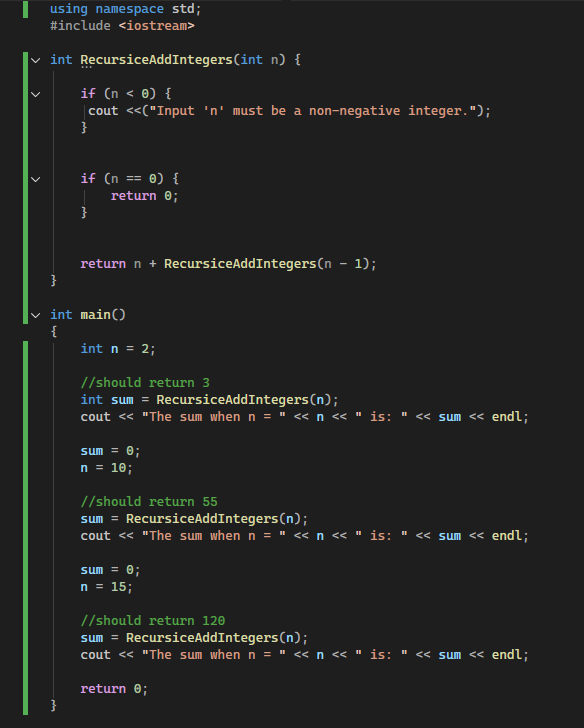 using namespace std;
#include <iostream>
int RecursiceAddIntegers(int n) {
if (n < 0) {
cout <<("Input 'n' must be a non-negative integer.");
}
if (n == 0) {
return 0;
}
return n + RecursiceAddIntegers(n - 1);
}
int main()
{
int n = 2;
//should return 3
int sum = RecursiceAddIntegers(n);
cout << "The sum when n = " << n << " is: " << sum << endl;
sum = 0;
n = 10;
//should return 55
sum = RecursiceAddIntegers(n);
cout << "The sum when n = " << n << " is: " << sum << endl;
sum = 0;
n = 15;
//should return 120
sum = RecursiceAddIntegers(n);
cout << "The sum when n = " << n << " is: " << sum << endl;
return 0;
}